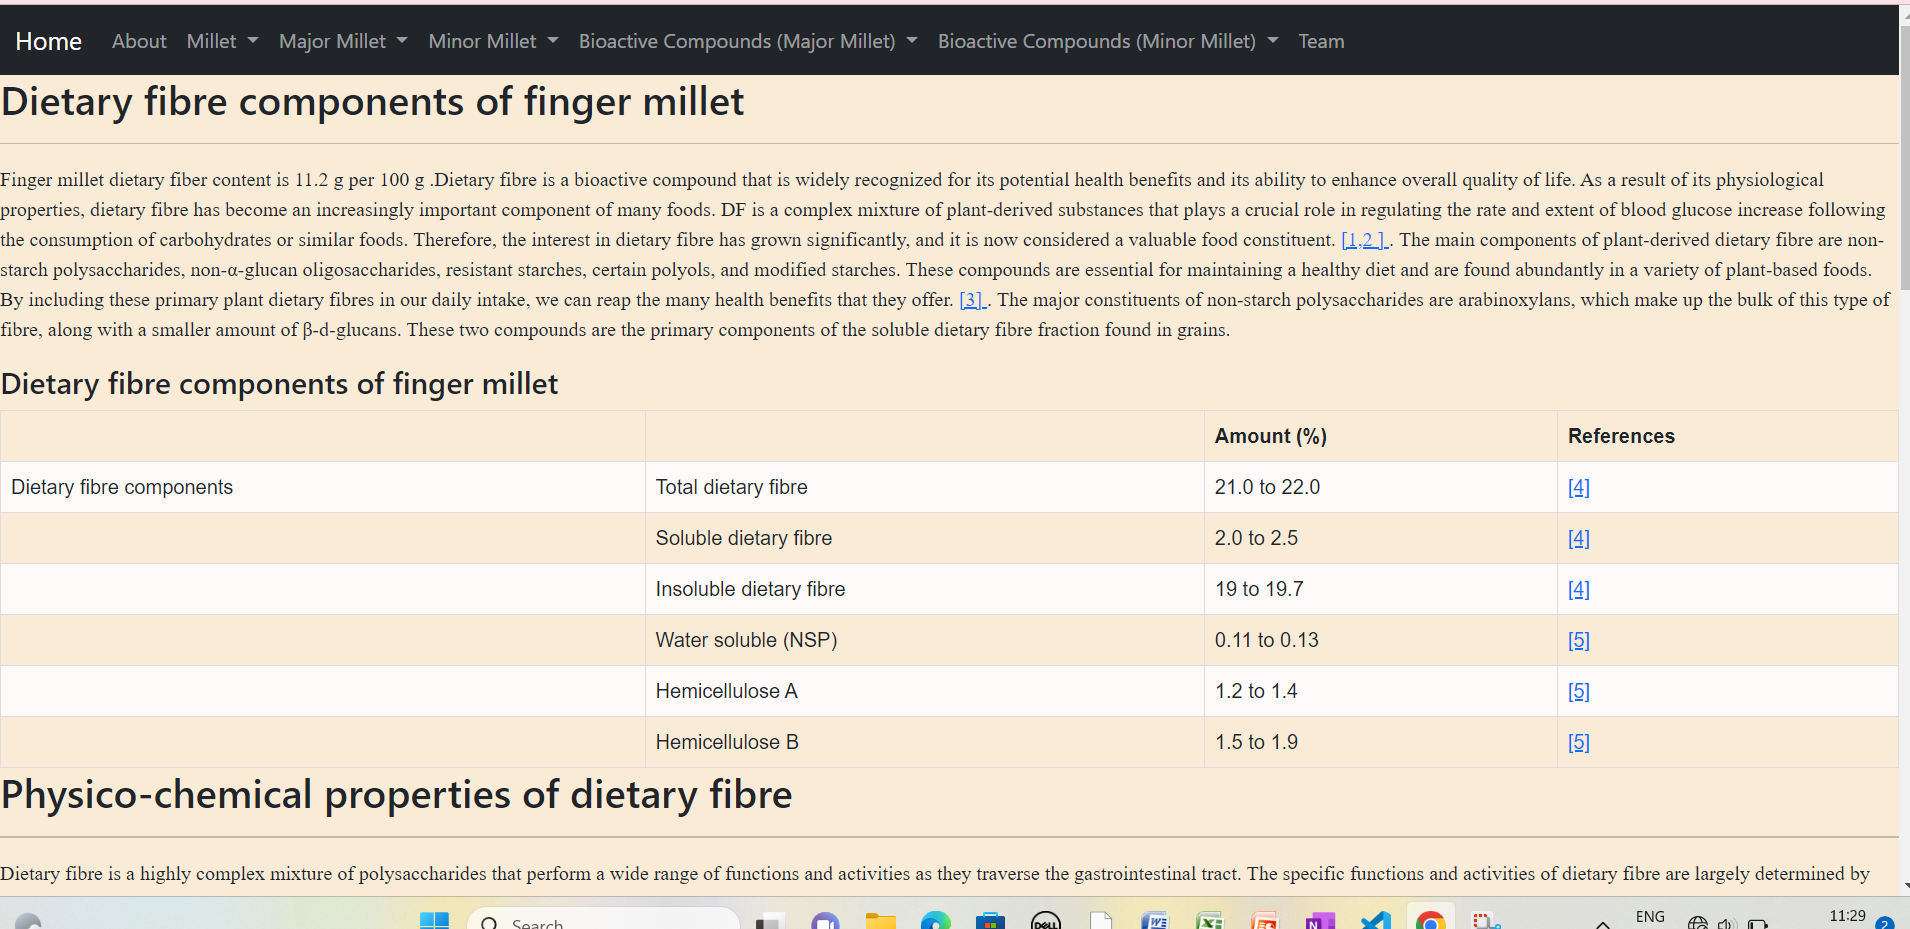 Home About Millet Major Millet Minor Millet Bioactive Compounds (Major Millet) Bioactive Compounds (Minor Millet) Team
Dietary fibre components of finger millet
Finger millet dietary fiber content is 11.2 g per 100 g .Dietary fibre is a bioactive compound that is widely recognized for its potential health benefits and its ability to enhance overall quality of life. As a result of its physiological
properties, dietary fibre has become an increasingly important component of many foods. DF is a complex mixture of plant-derived substances that plays a crucial role in regulating the rate and extent of blood glucose increase following
the consumption of carbohydrates or similar foods. Therefore, the interest in dietary fibre has grown significantly, and it is now considered a valuable food constituent. [1,2 ] . The main components of plant-derived dietary fibre are non-
starch polysaccharides, non-α-glucan oligosaccharides, resistant starches, certain polyols, and modified starches. These compounds are essential for maintaining a healthy diet and are found abundantly in a variety of plant-based foods.
By including these primary plant dietary fibres in our daily intake, we can reap the many health benefits that they offer. [3] . The major constituents of non-starch polysaccharides are arabinoxylans, which make up the bulk of this type of
fibre, along with a smaller amount of β-d-glucans. These two compounds are the primary components of the soluble dietary fibre fraction found in grains.
Dietary fibre components of finger millet
Amount (%) References
Dietary fibre components Total dietary fibre 21.0 to 22.0 [4]
Soluble dietary fibre 2.0 to 2.5 [4]
Insoluble dietary fibre 19 to 19.7 [4]
Water soluble (NSP) 0.11 to 0.13 [5]
Hemicellulose A 1.2 to 1.4 [5]
Hemicellulose B 1.5 to 1.9 [5]
Physico-chemical properties of dietary fibre
Dietary fibre is a highly complex mixture of polysaccharides that perform a wide range of functions and activities as they traverse the gastrointestinal tract. The specific functions and activities of dietary fibre are largely determined by
Search DELL ENG 11:29 2